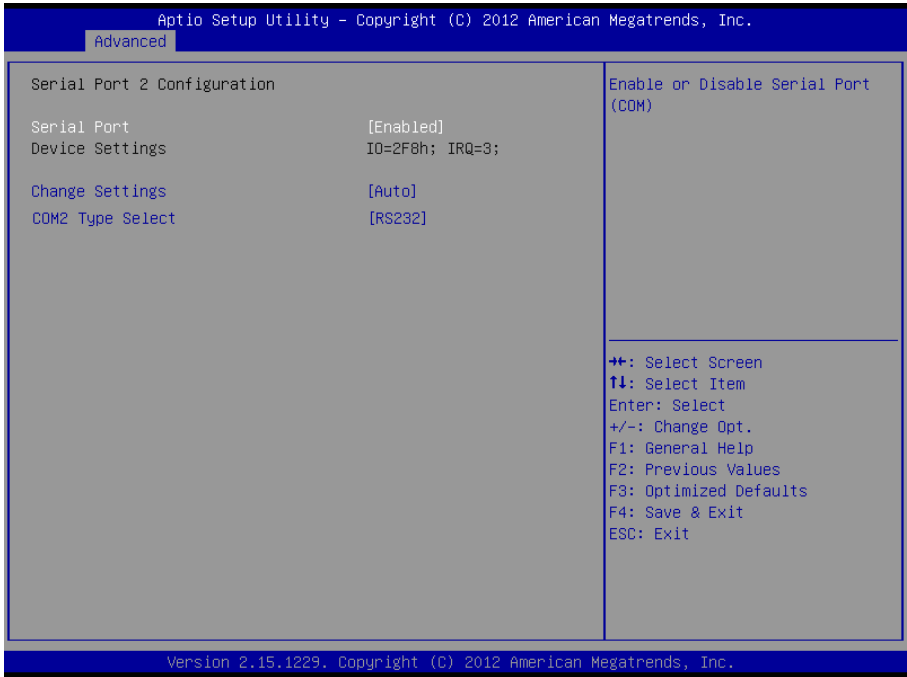 Aptio Setup Utility – Copyright (C) 2012 American Megatrends, Inc.
Advanced
Serial Port 2 Configuration
Serial Port [Enabled]
Device Settings IO=2F8h; IRQ=3;
Change Settings [Auto]
COM2 Type Select [RS232]
Enable or Disable Serial Port
(COM)
→←: Select Screen
↑↓: Select Item
Enter: Select
+/-: Change Opt.
F1: General Help
F2: Previous Values
F3: Optimized Defaults
F4: Save & Exit
ESC: Exit
Version 2.15.1229. Copyright (C) 2012 American Megatrends, Inc.